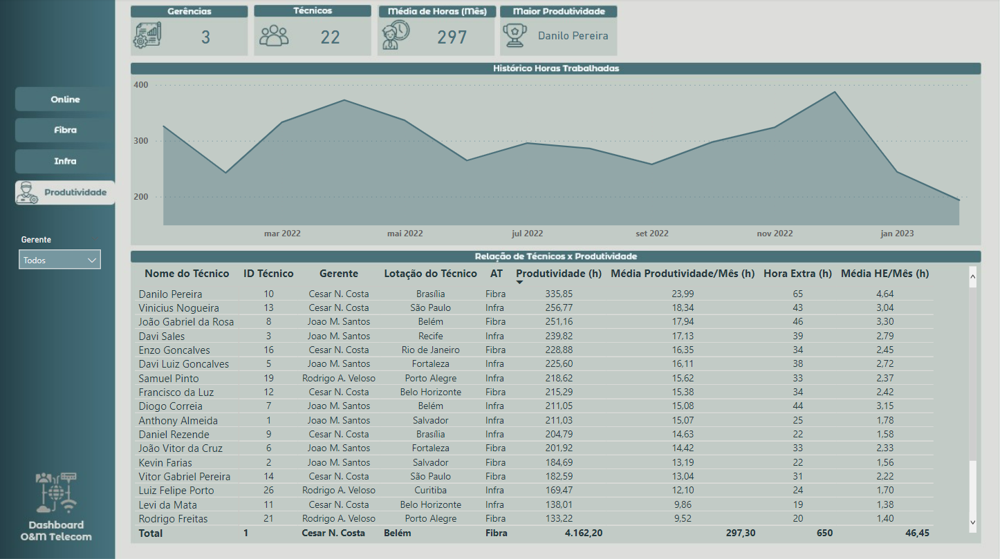 Gerências
Técnicos
Média de Horas (Mês)
Maior Produtividade
3
22
297
Danilo Pereira
Online
Fibra
Infra
Produtividade
Gerente
Todos
Dashboard
O&M Telecom
Histórico Horas Trabalhadas
400
300
200
mar 2022 mai 2022 jul 2022 set 2022 nov 2022 jan 2023
Relação de Técnicos x Produtividade
Nome do Técnico ID Técnico Gerente Lotação do Técnico AT Produtividade (h) Média Produtividade/Mês (h) Hora Extra (h) Média HE/Mês (h)
Danilo Pereira 10 Cesar N. Costa Brasília Fibra 335,85 23,99 65 4,64
Vinicius Nogueira 13 Cesar N. Costa São Paulo Infra 256,77 18,34 43 3,04
João Gabriel da Rosa 8 Joao M. Santos Belém Fibra 251,16 17,94 46 3,30
Davi Sales 3 Joao M. Santos Recife Infra 239,82 17,13 39 2,79
Enzo Goncalves 16 Cesar N. Costa Rio de Janeiro Fibra 228,88 16,35 34 2,45
Davi Luiz Goncalves 5 Joao M. Santos Fortaleza Infra 225,60 16,11 38 2,72
Samuel Pinto 19 Rodrigo A. Veloso Porto Alegre Infra 218,62 15,62 33 2,37
Francisco da Luz 12 Cesar N. Costa Belo Horizonte Fibra 215,29 15,38 34 2,42
Diogo Correia 7 Joao M. Santos Belém Infra 211,05 15,08 44 3,15
Anthony Almeida 1 Joao M. Santos Salvador Infra 211,03 15,07 25 1,78
Daniel Rezende 9 Cesar N. Costa Brasília Infra 204,79 14,63 22 1,58
João Vitor da Cruz 6 Joao M. Santos Fortaleza Fibra 201,92 14,42 33 2,33
Kevin Farias 2 Joao M. Santos Salvador Fibra 184,69 13,19 22 1,56
Vitor Gabriel Pereira 14 Cesar N. Costa São Paulo Fibra 182,59 13,04 31 2,22
Luiz Felipe Porto 26 Rodrigo A. Veloso Curitiba Infra 169,47 12,10 24 1,70
Levi da Mata 11 Cesar N. Costa Belo Horizonte Infra 138,01 9,86 19 1,38
Rodrigo Freitas 21 Rodrigo A. Veloso Porto Alegre Fibra 133,22 9,52 20 1,40
Total 1 Cesar N. Costa Belém Fibra 4.162,20 297,30 650 46,45